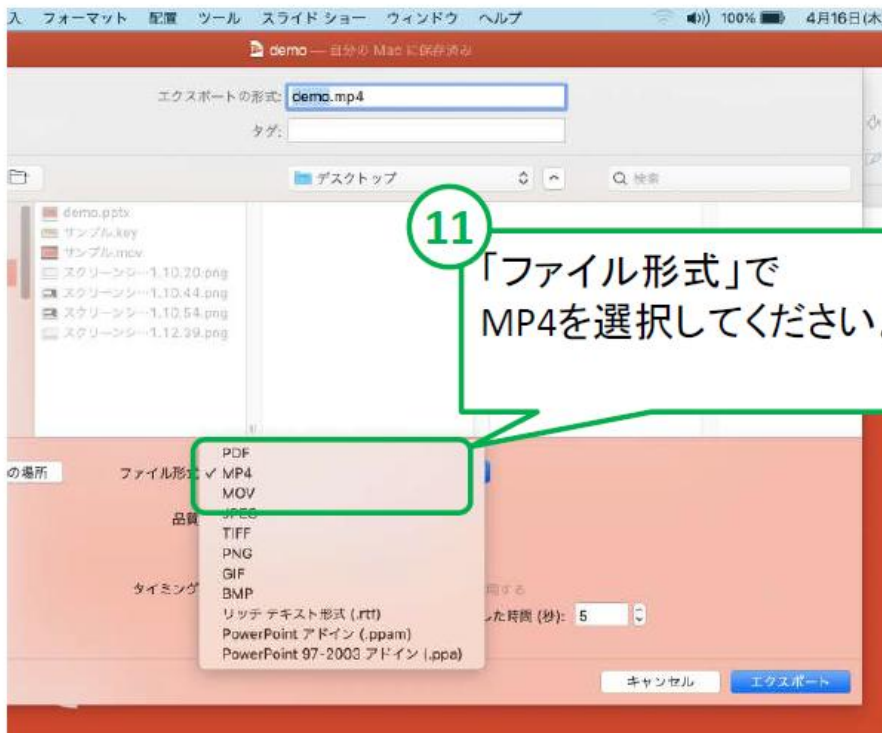 入 フォーマット 配置 ツール スライド ショー ウィンドウ ヘルプ 100% 4月16日(木
demo — 自分の Mac に保存済み
エクスポートの形式: demo.mp4
タグ:
デスクトップ 検索
demo.pptx
サンプル.key
サンプル.mov
スクリーンシ…1.10.20.png
スクリーンシ…1.10.44.png
スクリーンシ…1.10.54.png
スクリーンシ…1.12.39.png
11
「ファイル形式」で
MP4を選択してください。
の場所 ファイル形式
PDF
✓ MP4
MOV
JPEG
品質
TIFF
PNG
GIF
タイミング
BMP
用する
リッチ テキスト形式 (.rtf)
した時間 (秒): 5
PowerPoint アドイン (.ppam)
PowerPoint 97-2003 アドイン (.ppa)
キャンセル エクスポート